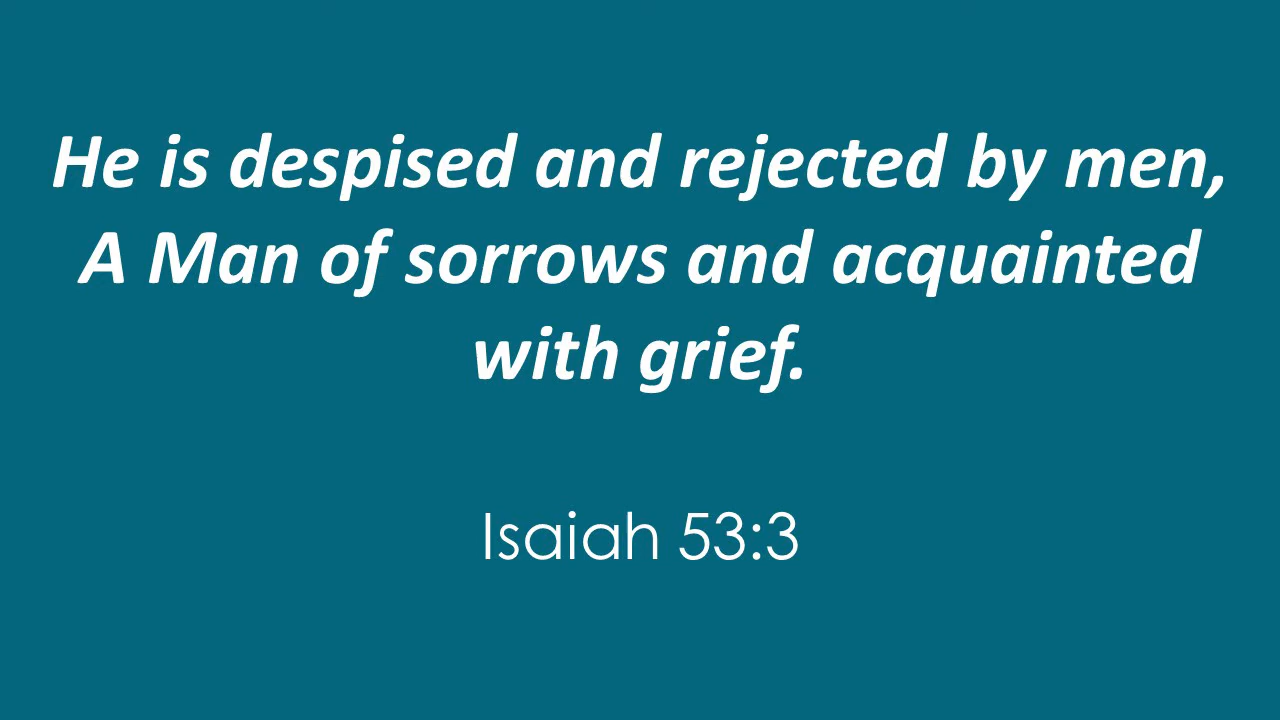 He is despised and rejected by men,
A Man of sorrows and acquainted
with grief.
Isaiah 53:3